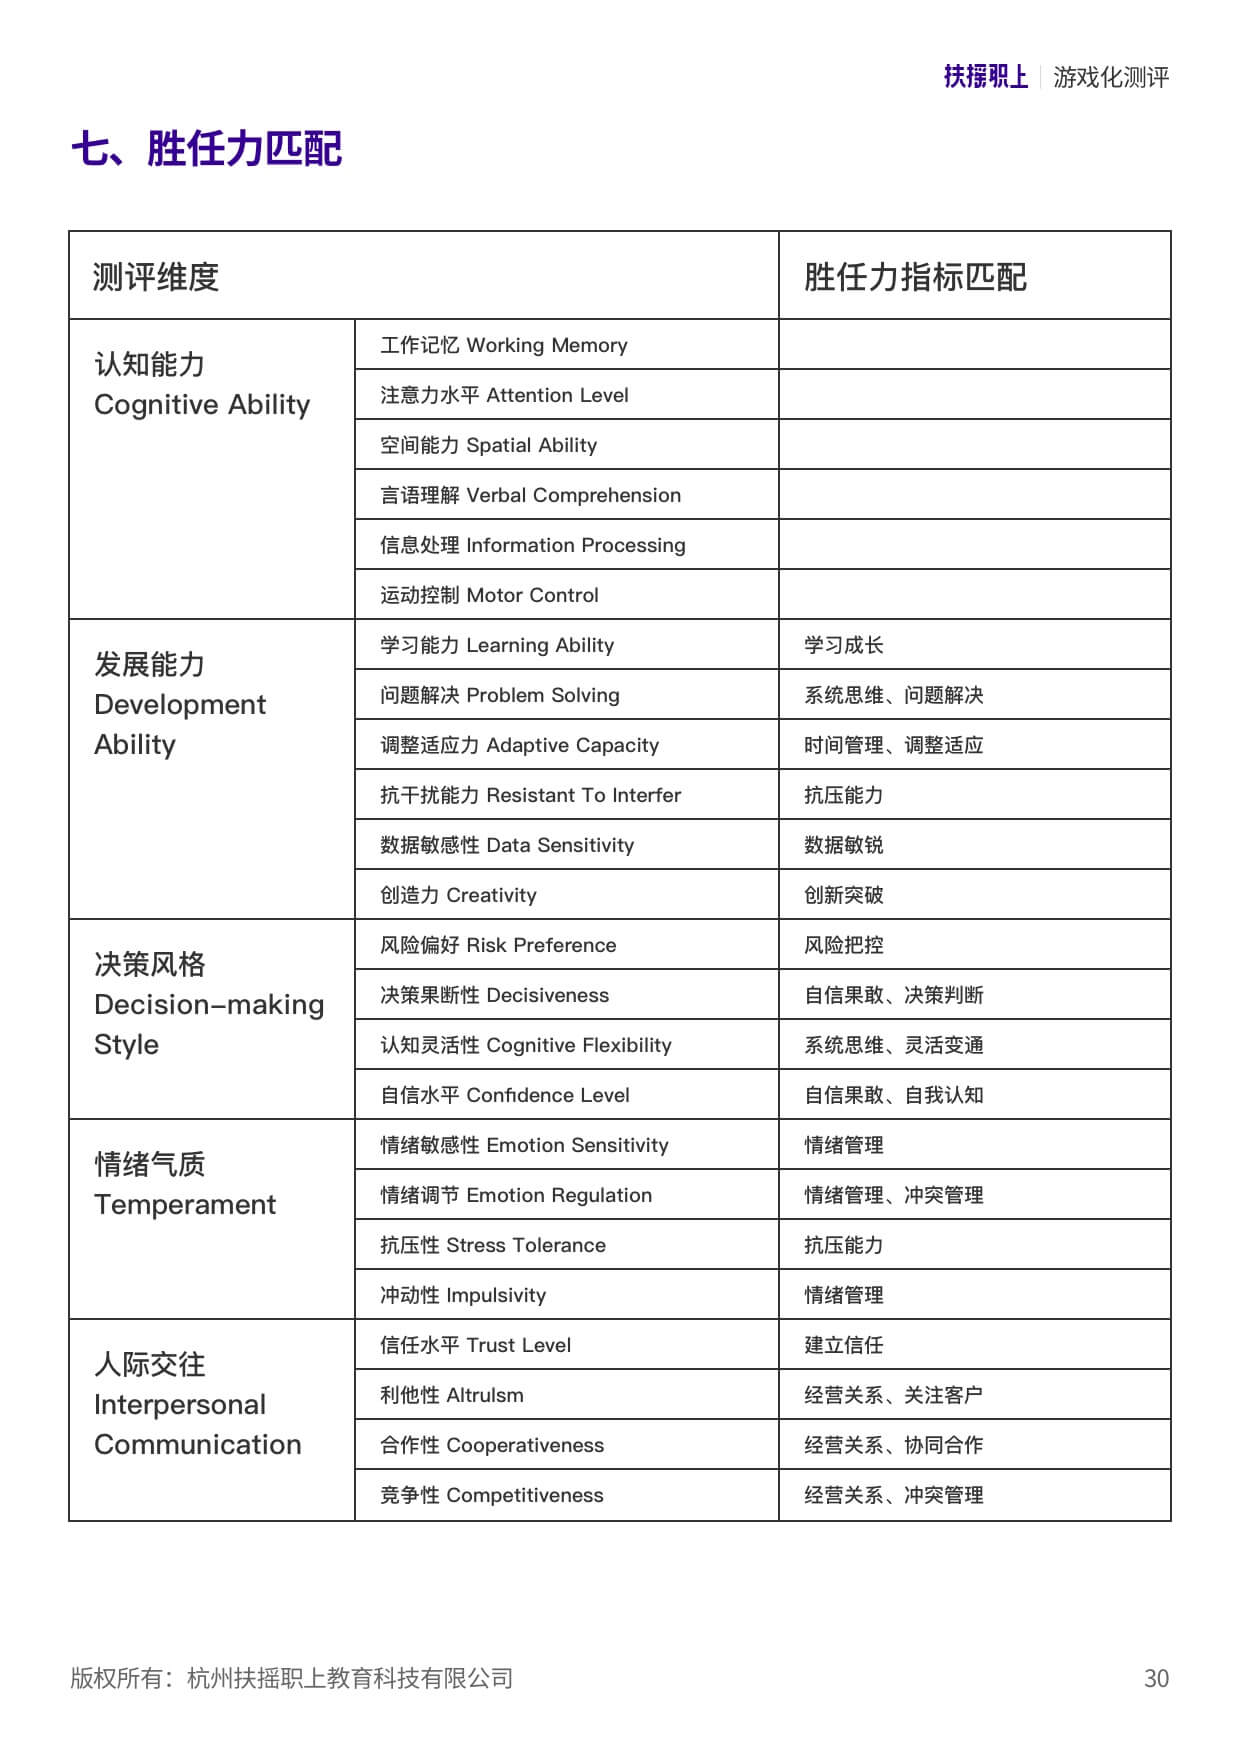 扶摇职上 游戏化测评
七、胜任力匹配
测评维度 胜任力指标匹配
认知能力
Cognitive Ability
工作记忆 Working Memory
注意力水平 Attention Level
空间能力 Spatial Ability
言语理解 Verbal Comprehension
信息处理 Information Processing
运动控制 Motor Control
发展能力
Development
Ability
学习能力 Learning Ability 学习成长
问题解决 Problem Solving 系统思维、问题解决
调整适应力 Adaptive Capacity 时间管理、调整适应
抗干扰能力 Resistant To Interfer 抗压能力
数据敏感性 Data Sensitivity 数据敏锐
创造力 Creativity 创新突破
决策风格
Decision–making
Style
风险偏好 Risk Preference 风险把控
决策果断性 Decisiveness 自信果敢、决策判断
认知灵活性 Cognitive Flexibility 系统思维、灵活变通
自信水平 Confidence Level 自信果敢、自我认知
情绪气质
Temperament
情绪敏感性 Emotion Sensitivity 情绪管理
情绪调节 Emotion Regulation 情绪管理、冲突管理
抗压性 Stress Tolerance 抗压能力
冲动性 Impulsivity 情绪管理
人际交往
Interpersonal
Communication
信任水平 Trust Level 建立信任
利他性 Altrulsm 经营关系、关注客户
合作性 Cooperativeness 经营关系、协同合作
竞争性 Competitiveness 经营关系、冲突管理
版权所有：杭州扶摇职上教育科技有限公司 30